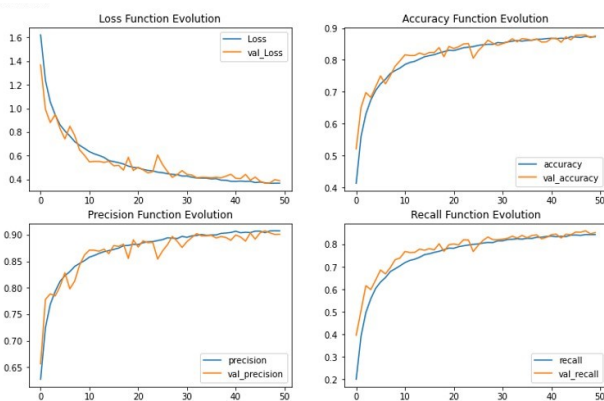 Loss Function Evolution
1.6
1.4
1.2
1.0
0.8
0.6
0.4
Loss
val_Loss
Accuracy Function Evolution
0.9
0.8
0.7
0.6
0.5
0.4
accuracy
val_accuracy
0 10 20 30 40 50
0 10 20 30 40 50
Precision Function Evolution
0.90
0.85
0.80
0.75
0.70
0.65
precision
val_precision
0 10 20 30 40 50
Recall Function Evolution
0.8
0.7
0.6
0.5
0.4
0.3
0.2
recall
val_recall
0 10 20 30 40 50